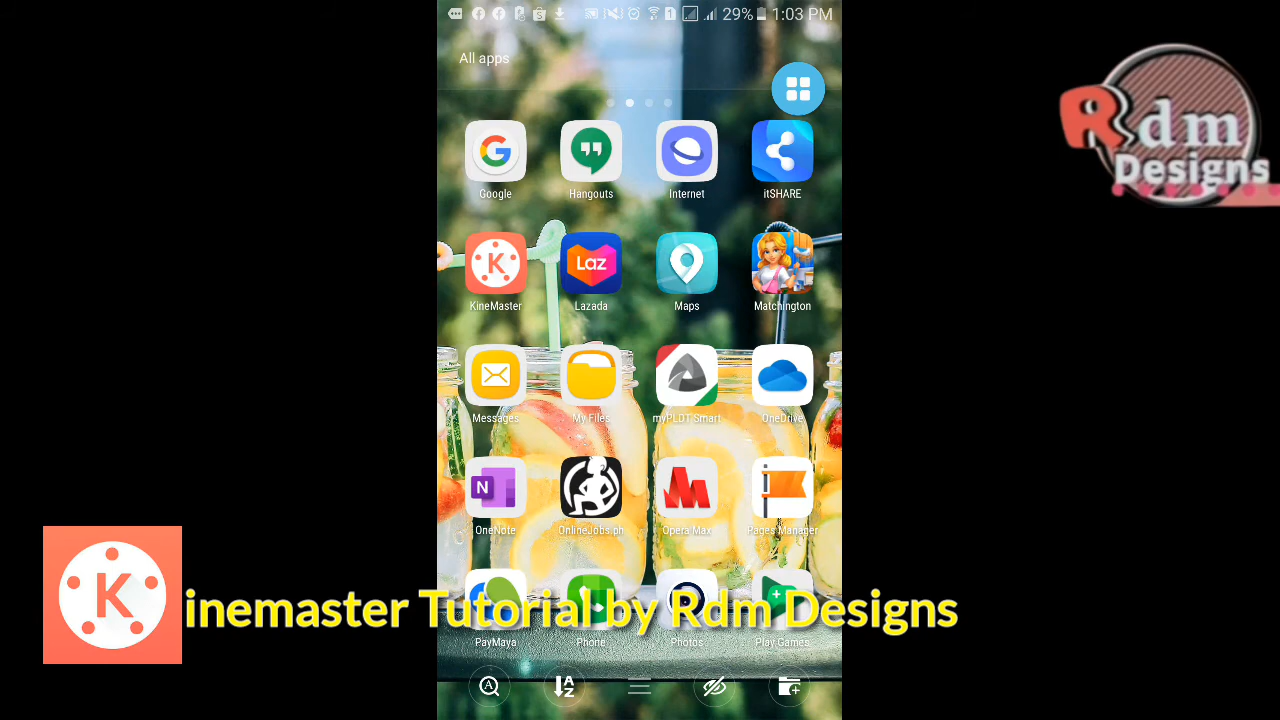 29% 1:03 PM
All apps
Rdm
Designs
Google Hangouts Internet itSHARE
K Laz
KineMaster Lazada Maps Matchington
Messages My Files myPLDT Smart OneDrive
N
OneNote OnlineJobs.ph Opera Max Pages Manager
K inemaster Tutorial by Rdm Designs
PayMaya Phone Photos Play Games
A A
Z